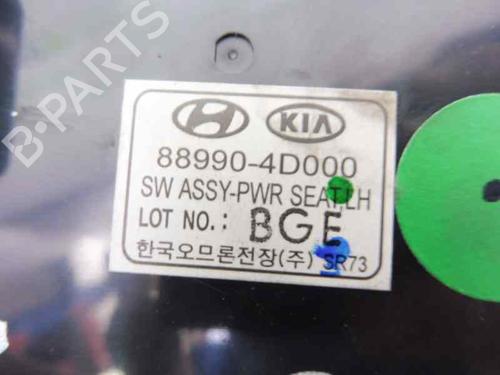 KIA
88990-4D000
SW ASSY-PWR SEAT,LH
LOT NO.: BGE
한국오므론전장(주) SR73
B-PARTS